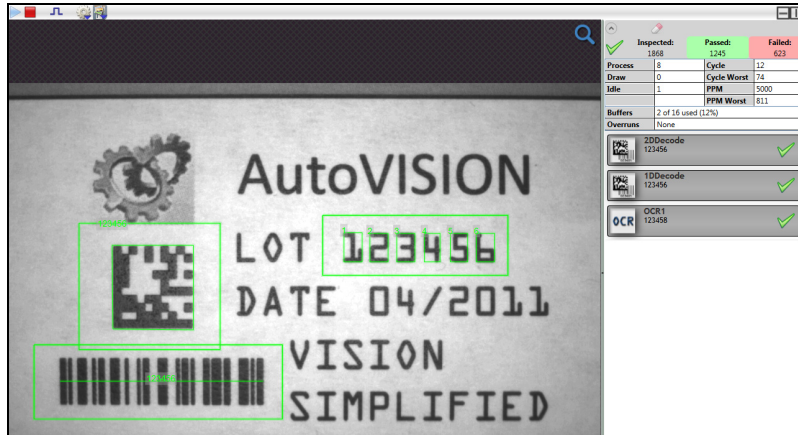 Inspected: 1868
Passed: 1245
Failed: 623
Process 8 Cycle 12
Draw 0 Cycle Worst 74
Idle 1 PPM 5000
PPM Worst 811
Buffers 2 of 16 used (12%)
Overruns None
2DDecode
123456
1DDecode
123456
OCR OCR1
123458
AutoVISION
LOT 123456
DATE 04/2011
VISION
SIMPLIFIED